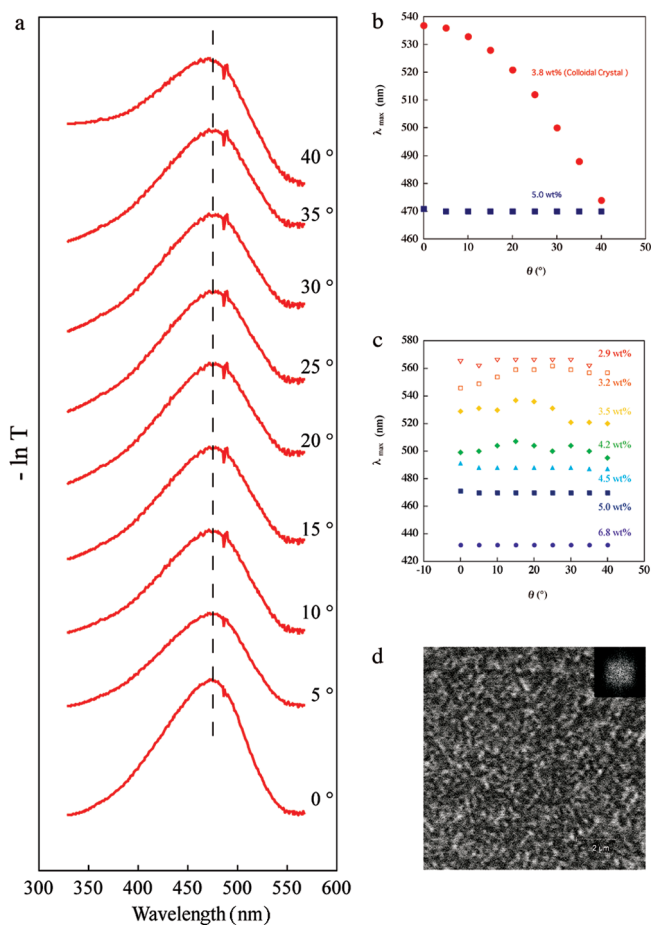 a
- ln T
40 °
35 °
30 °
25 °
20 °
15 °
10 °
5 °
0 °
300 350 400 450 500 550 600
Wavelength (nm)
b
λ max (nm)
540
530
520
510
500
490
480
470
460
3.8 wt% (Colloidal Crystal )
5.0 wt%
0 10 20 30 40 50
θ (°)
c
λ max (nm)
580
560
540
520
500
480
460
440
420
2.9 wt%
3.2 wt%
3.5 wt%
4.2 wt%
4.5 wt%
5.0 wt%
6.8 wt%
-10 0 10 20 30 40 50
θ (°)
d
2 μm